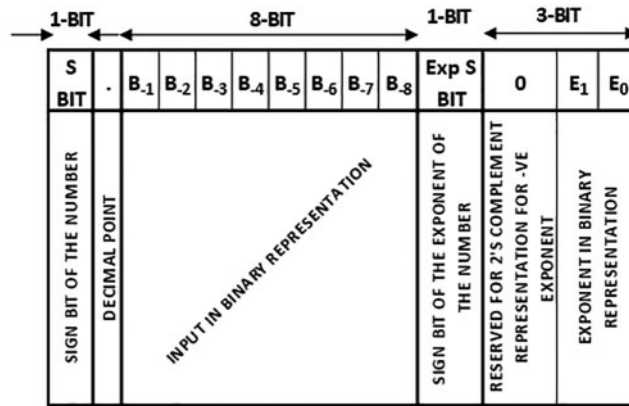 1-BIT 8-BIT 1-BIT 3-BIT
S BIT . B-1 B-2 B-3 B-4 B-5 B-6 B-7 B-8 Exp S BIT 0 E1 E0
SIGN BIT OF THE NUMBER
DECIMAL POINT
INPUT IN BINARY REPRESENTATION
SIGN BIT OF THE EXPONENT OF
THE NUMBER
RESERVED FOR 2'S COMPLEMENT
REPRESENTATION FOR -VE
EXPONENT
EXPONENT IN BINARY
REPRESENTATION